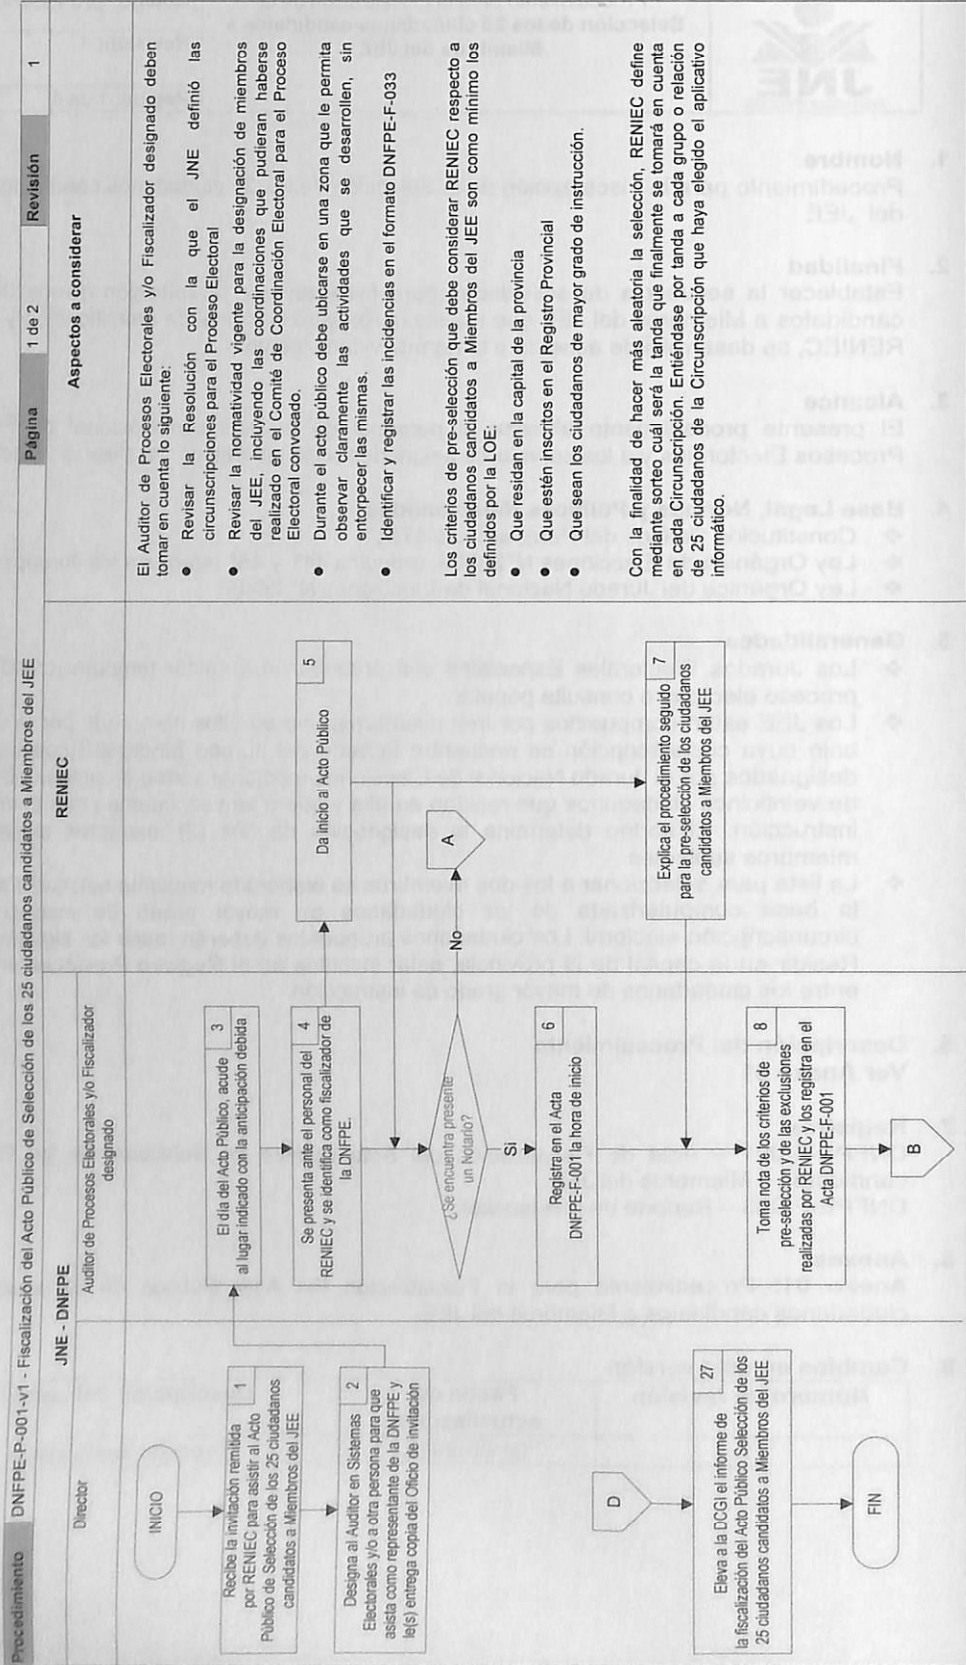 Procedimiento DNFPE-P-001-v1 - Fiscalización del Acto Público de Selección de los 25 ciudadanos candidatos a Miembros del JEE Página 1 de 2 Revisión 1
JNE - DNFPE
RENIEC
Aspectos a considerar
Director
Auditor de Procesos Electorales y/o Fiscalizador
designado
INICIO
1
Recibe la invitación remitida
por RENIEC para asistir al Acto
Público de Selección de los 25 ciudadanos
candidatos a Miembros del JEE
2
Designa al Auditor en Sistemas
Electorales y/o a otra persona para que
asista como representante de la DNFPE y
le(s) entrega copia del Oficio de invitación
3
El día del Acto Público, acude
al lugar indicado con la anticipación debida
4
Se presenta ante el personal del
RENIEC y se identifica como fiscalizador de
la DNFPE.
5
Da Inicio al Acto Público
¿Se encuentra presente
un Notario?
No
A
Si
6
Registra en el Acta
DNFPE-F-001 la hora de inicio
7
Explica el procedimiento seguido
para la pre-selección de los ciudadanos
candidatos a Miembros del JEE
8
Toma nota de los criterios de
pre-selección y de las exclusiones
realizadas por RENIEC y los registra en el
Acta DNFPE-F-001
B
D
27
Eleva a la DCGI el informe de
la fiscalización del Acto Público Selección de los
25 ciudadanos candidatos a Miembros del JEE
FIN
El Auditor de Procesos Electorales y/o Fiscalizador designado deben
tomar en cuenta lo siguiente:
Revisar la Resolución con la que el JNE definió las
circunscripciones para el Proceso Electoral
● Revisar la normatividad vigente para la designación de miembros
del JEE, incluyendo las coordinaciones que pudieran haberse
realizado en el Comité de Coordinación Electoral para el Proceso
Electoral convocado.
● Durante el acto público debe ubicarse en una zona que le permita
observar claramente las actividades que se desarrollen, sin
entorpecer las mismas.
● Identificar y registrar las incidencias en el formato DNFPE-F-033
Los criterios de pre-selección que debe considerar RENIEC respecto a
los ciudadanos candidatos a Miembros del JEE son como mínimo los
definidos por la LOE:
● Que residan en la capital de la provincia
● Que estén inscritos en el Registro Provincial
● Que sean los ciudadanos de mayor grado de instrucción.
Con la finalidad de hacer más aleatoria la selección, RENIEC define
mediante sorteo cuál será la tanda que finalmente se tomará en cuenta
en cada Circunscripción. Entiéndase por tanda a cada grupo o relación
de 25 ciudadanos de la Circunscripción que haya elegido el aplicativo
informático.